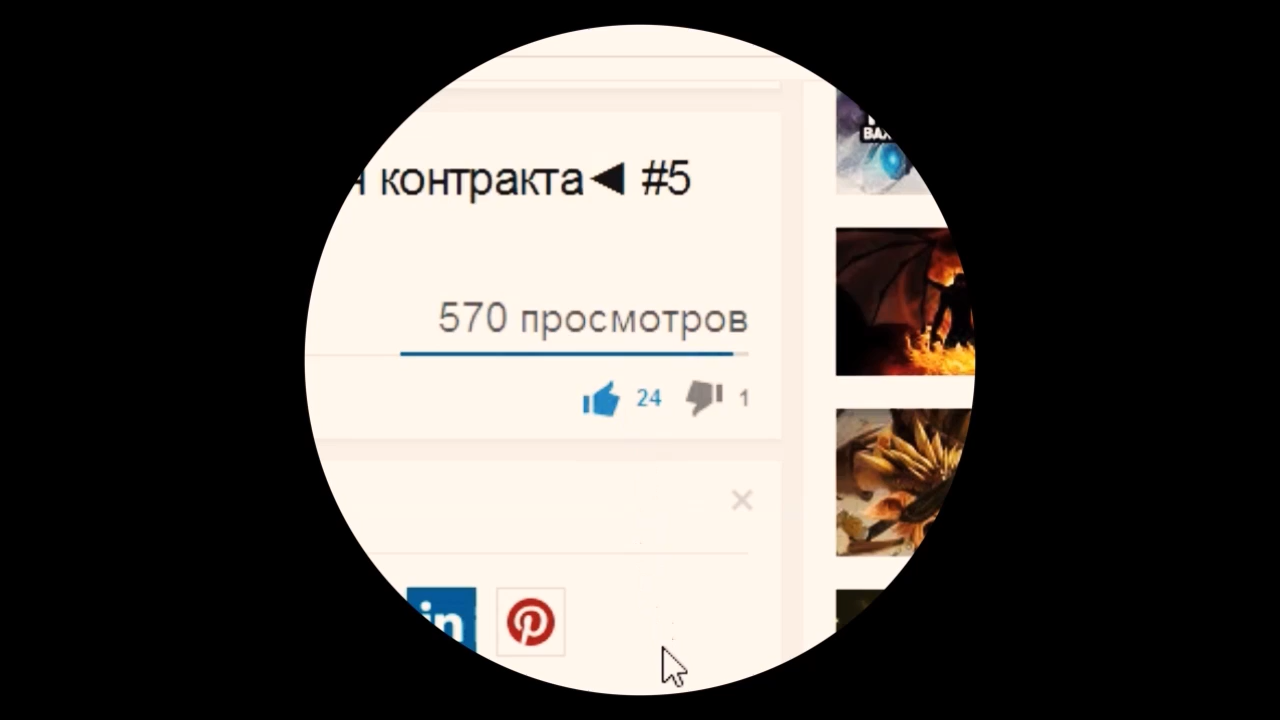 контракта◄ #5
570 просмотров
24 1
in